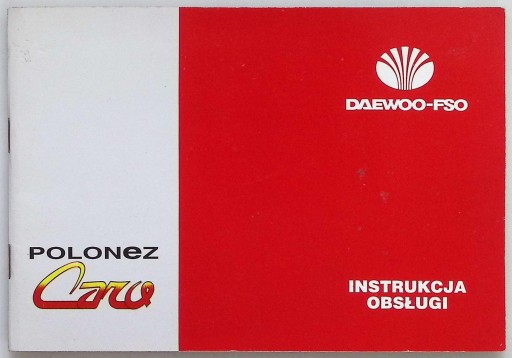 DAEWOO-FSO
POLONEZ
Caro
INSTRUKCJA
OBSŁUGI